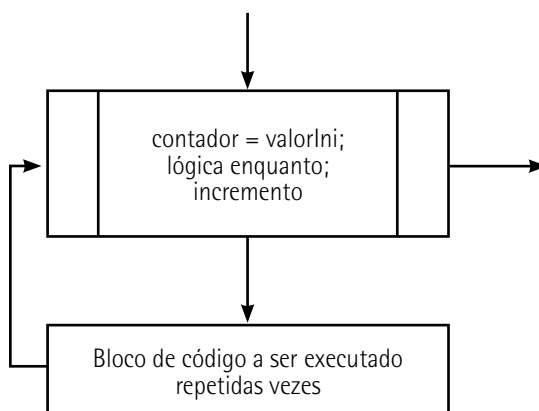 contador = valorIni;
lógica enquanto;
incremento
Bloco de código a ser executado
repetidas vezes